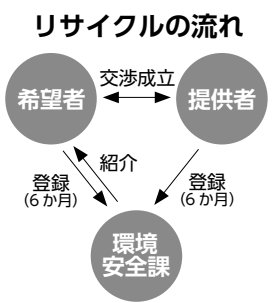 リサイクルの流れ
交渉成立
希望者
提供者
紹介
登録
(6か月)
登録
(6か月)
環境
安全課